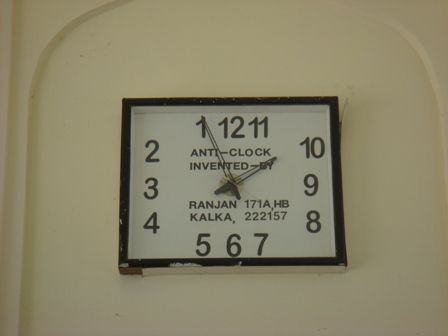 1 12 11
2 10
ANTI-CLOCK
INVENTED-BY
3 9
RANJAN 171A,HB
KALKA, 222157
4 8
5 6 7